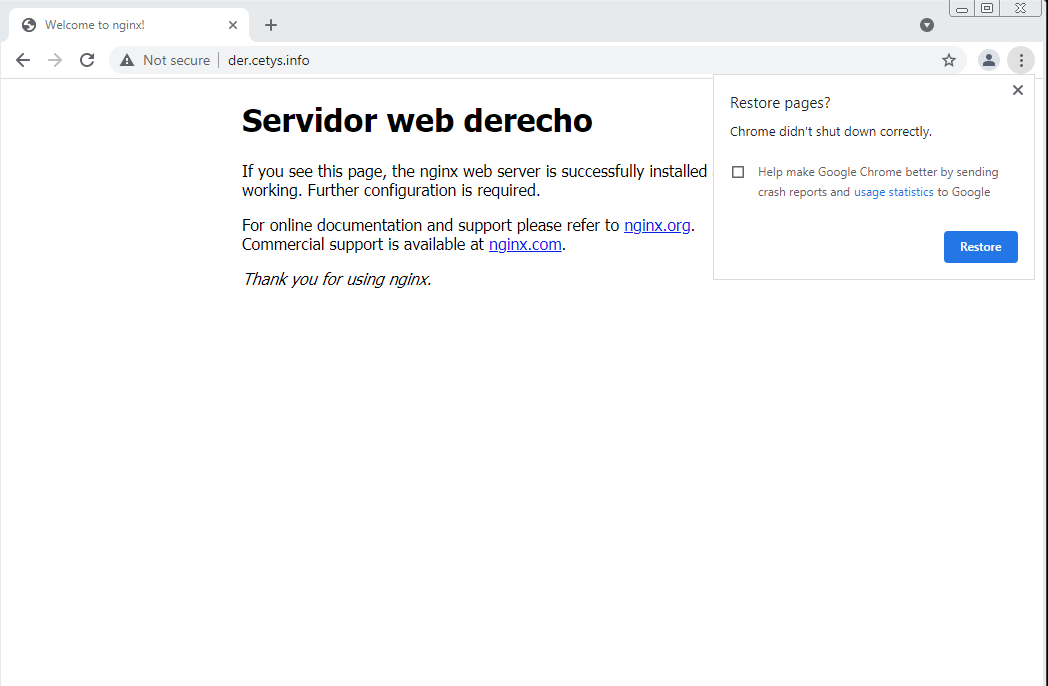 Welcome to nginx!
Not secure
der.cetys.info
Servidor web derecho
If you see this page, the nginx web server is successfully installed
working. Further configuration is required.
For online documentation and support please refer to nginx.org.
Commercial support is available at nginx.com.
Thank you for using nginx.
Restore pages?
Chrome didn't shut down correctly.
Help make Google Chrome better by sending
crash reports and usage statistics to Google
Restore